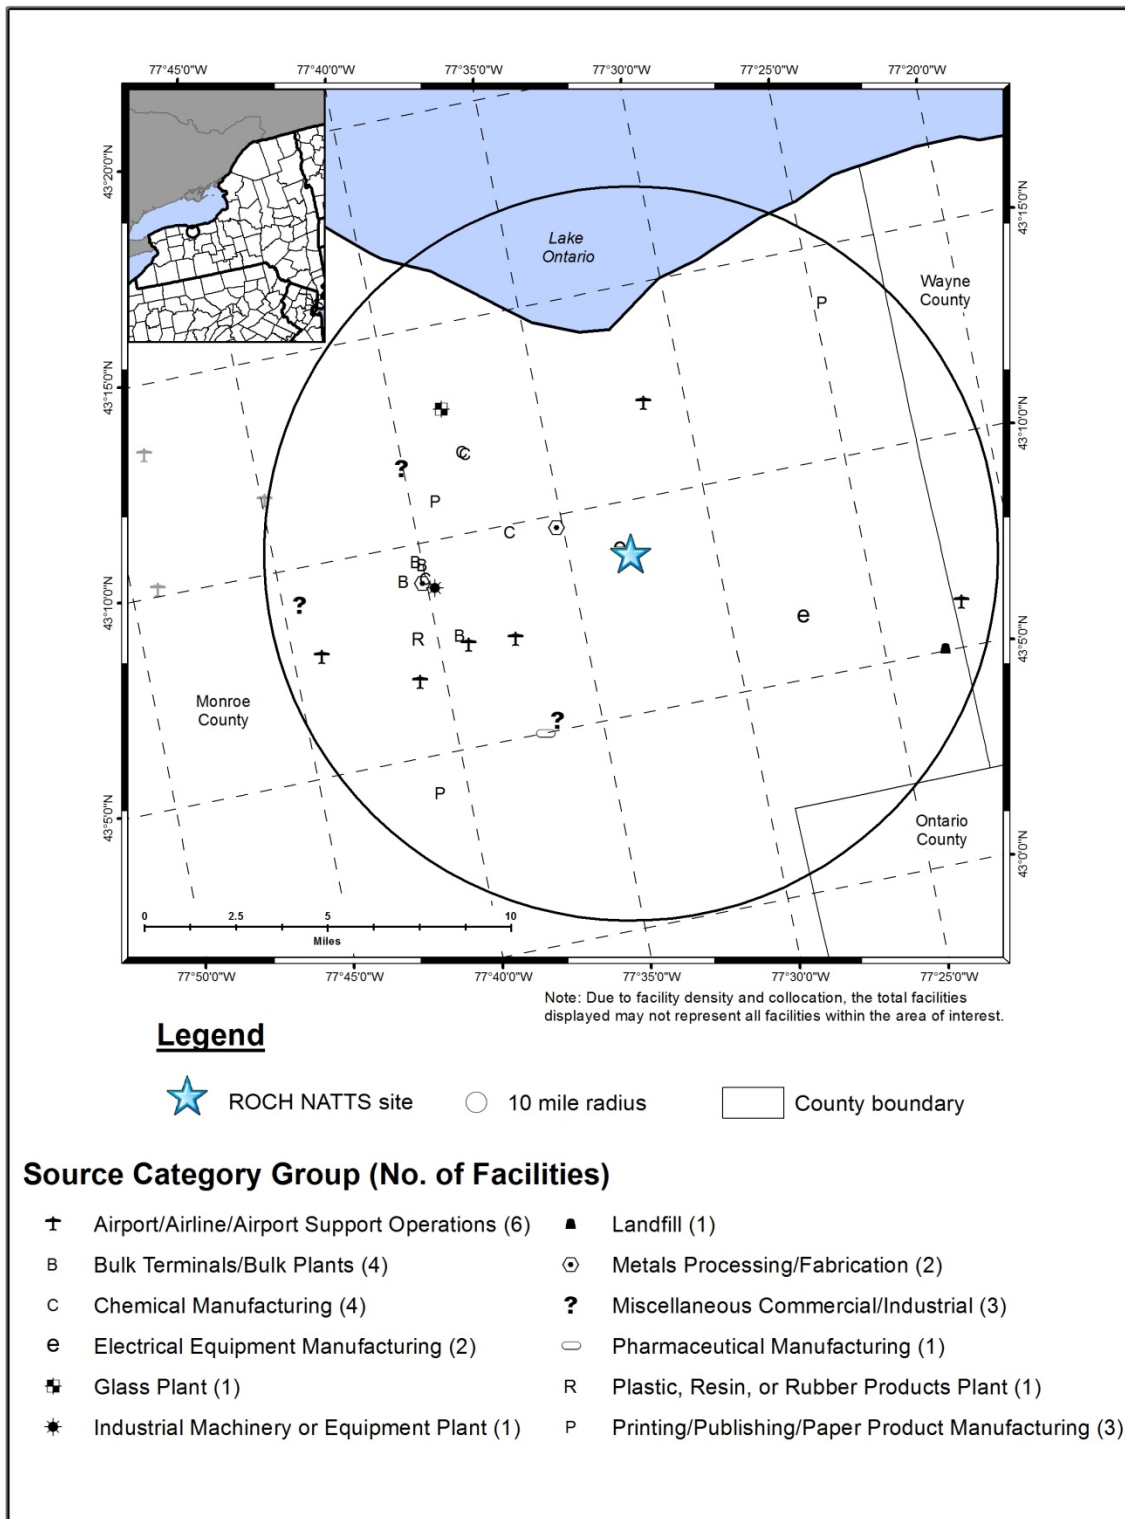 77°45'0"W 77°40'0"W 77°35'0"W 77°30'0"W 77°25'0"W 77°20'0"W
43°20'0"N
43°15'0"N
43°10'0"N
43°5'0"N
43°15'0"N
43°10'0"N
43°5'0"N
43°0'0"N
Lake
Ontario
Wayne
County
P
C
C
?
P
C
B
B
B
C
e
?
B
R
?
P
Monroe
County
Ontario
County
0 2.5 5 10
Miles
77°50'0"W 77°45'0"W 77°40'0"W 77°35'0"W 77°30'0"W 77°25'0"W
Note: Due to facility density and collocation, the total facilities
displayed may not represent all facilities within the area of interest.
Legend
ROCH NATTS site 10 mile radius County boundary
Source Category Group (No. of Facilities)
Airport/Airline/Airport Support Operations (6)
B Bulk Terminals/Bulk Plants (4)
C Chemical Manufacturing (4)
e Electrical Equipment Manufacturing (2)
Glass Plant (1)
Industrial Machinery or Equipment Plant (1)
Landfill (1)
Metals Processing/Fabrication (2)
? Miscellaneous Commercial/Industrial (3)
Pharmaceutical Manufacturing (1)
R Plastic, Resin, or Rubber Products Plant (1)
P Printing/Publishing/Paper Product Manufacturing (3)